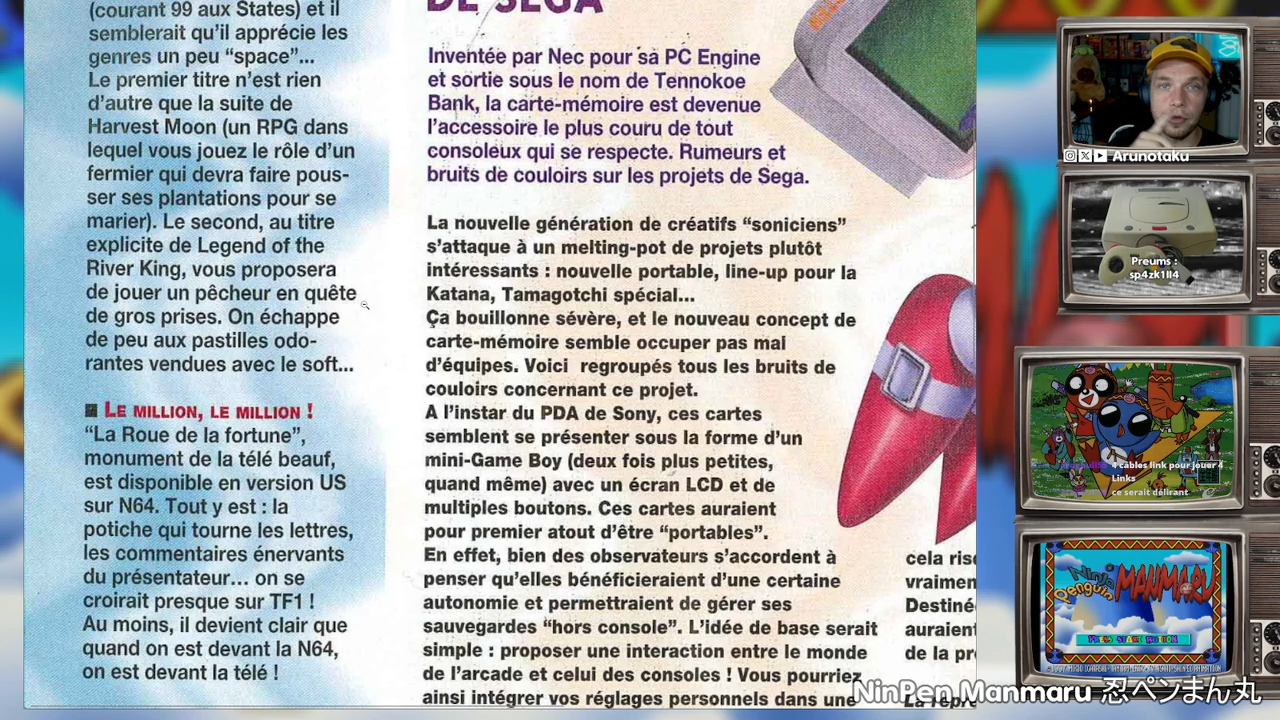 (courant 99 aux States) et il
semblerait qu'il apprécie les
genres un peu “space”...
Le premier titre n'est rien
d'autre que la suite de
Harvest Moon (un RPG dans
lequel vous jouez le rôle d'un
fermier qui devra faire pous-
ser ses plantations pour se
marier). Le second, au titre
explicite de Legend of the
River King, vous proposera
de jouer un pêcheur en quête
de gros prises. On échappe
de peu aux pastilles odo-
rantes vendues avec le soft...
■ LE MILLION, LE MILLION !
“La Roue de la fortune”,
monument de la télé beauf,
est disponible en version US
sur N64. Tout y est : la
potiche qui tourne les lettres,
les commentaires énervants
du présentateur... on se
croirait presque sur TF1 !
Au moins, il devient clair que
quand on est devant la N64,
on est devant la télé !
DE SEGA
Inventée par Nec pour sa PC Engine
et sortie sous le nom de Tennokoe
Bank, la carte-mémoire est devenue
l'accessoire le plus couru de tout
consoleux qui se respecte. Rumeurs et
bruits de couloirs sur les projets de Sega.
La nouvelle génération de créatifs “soniciens”
s'attaque à un melting-pot de projets plutôt
intéressants : nouvelle portable, line-up pour la
Katana, Tamagotchi spécial...
Ça bouillonne sévère, et le nouveau concept de
carte-mémoire semble occuper pas mal
d'équipes. Voici regroupés tous les bruits de
couloirs concernant ce projet.
A l'instar du PDA de Sony, ces cartes
semblent se présenter sous la forme d'un
mini-Game Boy (deux fois plus petites,
quand même) avec un écran LCD et de
multiples boutons. Ces cartes auraient
pour premier atout d'être “portables”.
En effet, bien des observateurs s'accordent à
penser qu'elles bénéficieraient d'une certaine
autonomie et permettraient de gérer ses
sauvegardes “hors console”. L'idée de base serait
simple : proposer une interaction entre le monde
de l'arcade et celui des consoles ! Vous pourriez
ainsi intégrer vos réglages personnels dans une
cela rise
vraimen
Destiné
auraient
de la pr
Arunotaku
Preums :
sp4zk1ll4
4 câbles link pour jouer 4
Links
ce serait délirant
Ninja
Penguin
MANMARU
PRESS START BUTTON
NinPen Manmaru 忍ペンまん丸